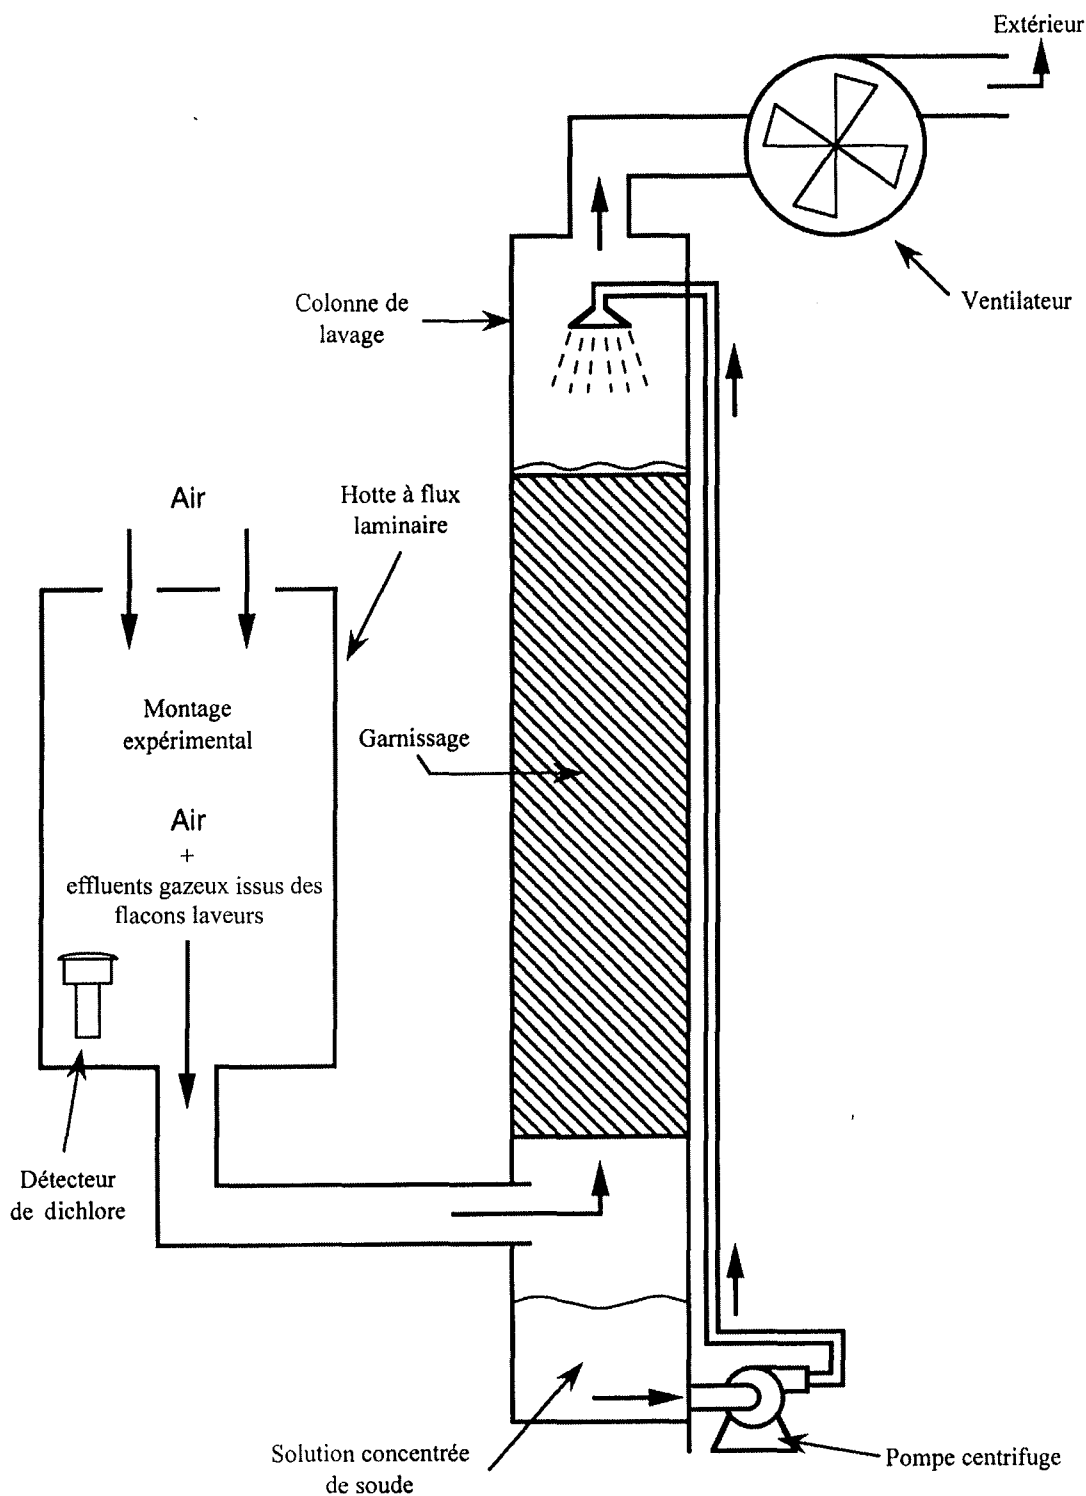 Extérieur
Ventilateur
Colonne de
lavage
Air
Hotte à flux
laminaire
Montage
expérimental
Garnissage
Air
+
effluents gazeux issus des
flacons laveurs
Détecteur
de dichlore
Solution concentrée
de soude
Pompe centrifuge